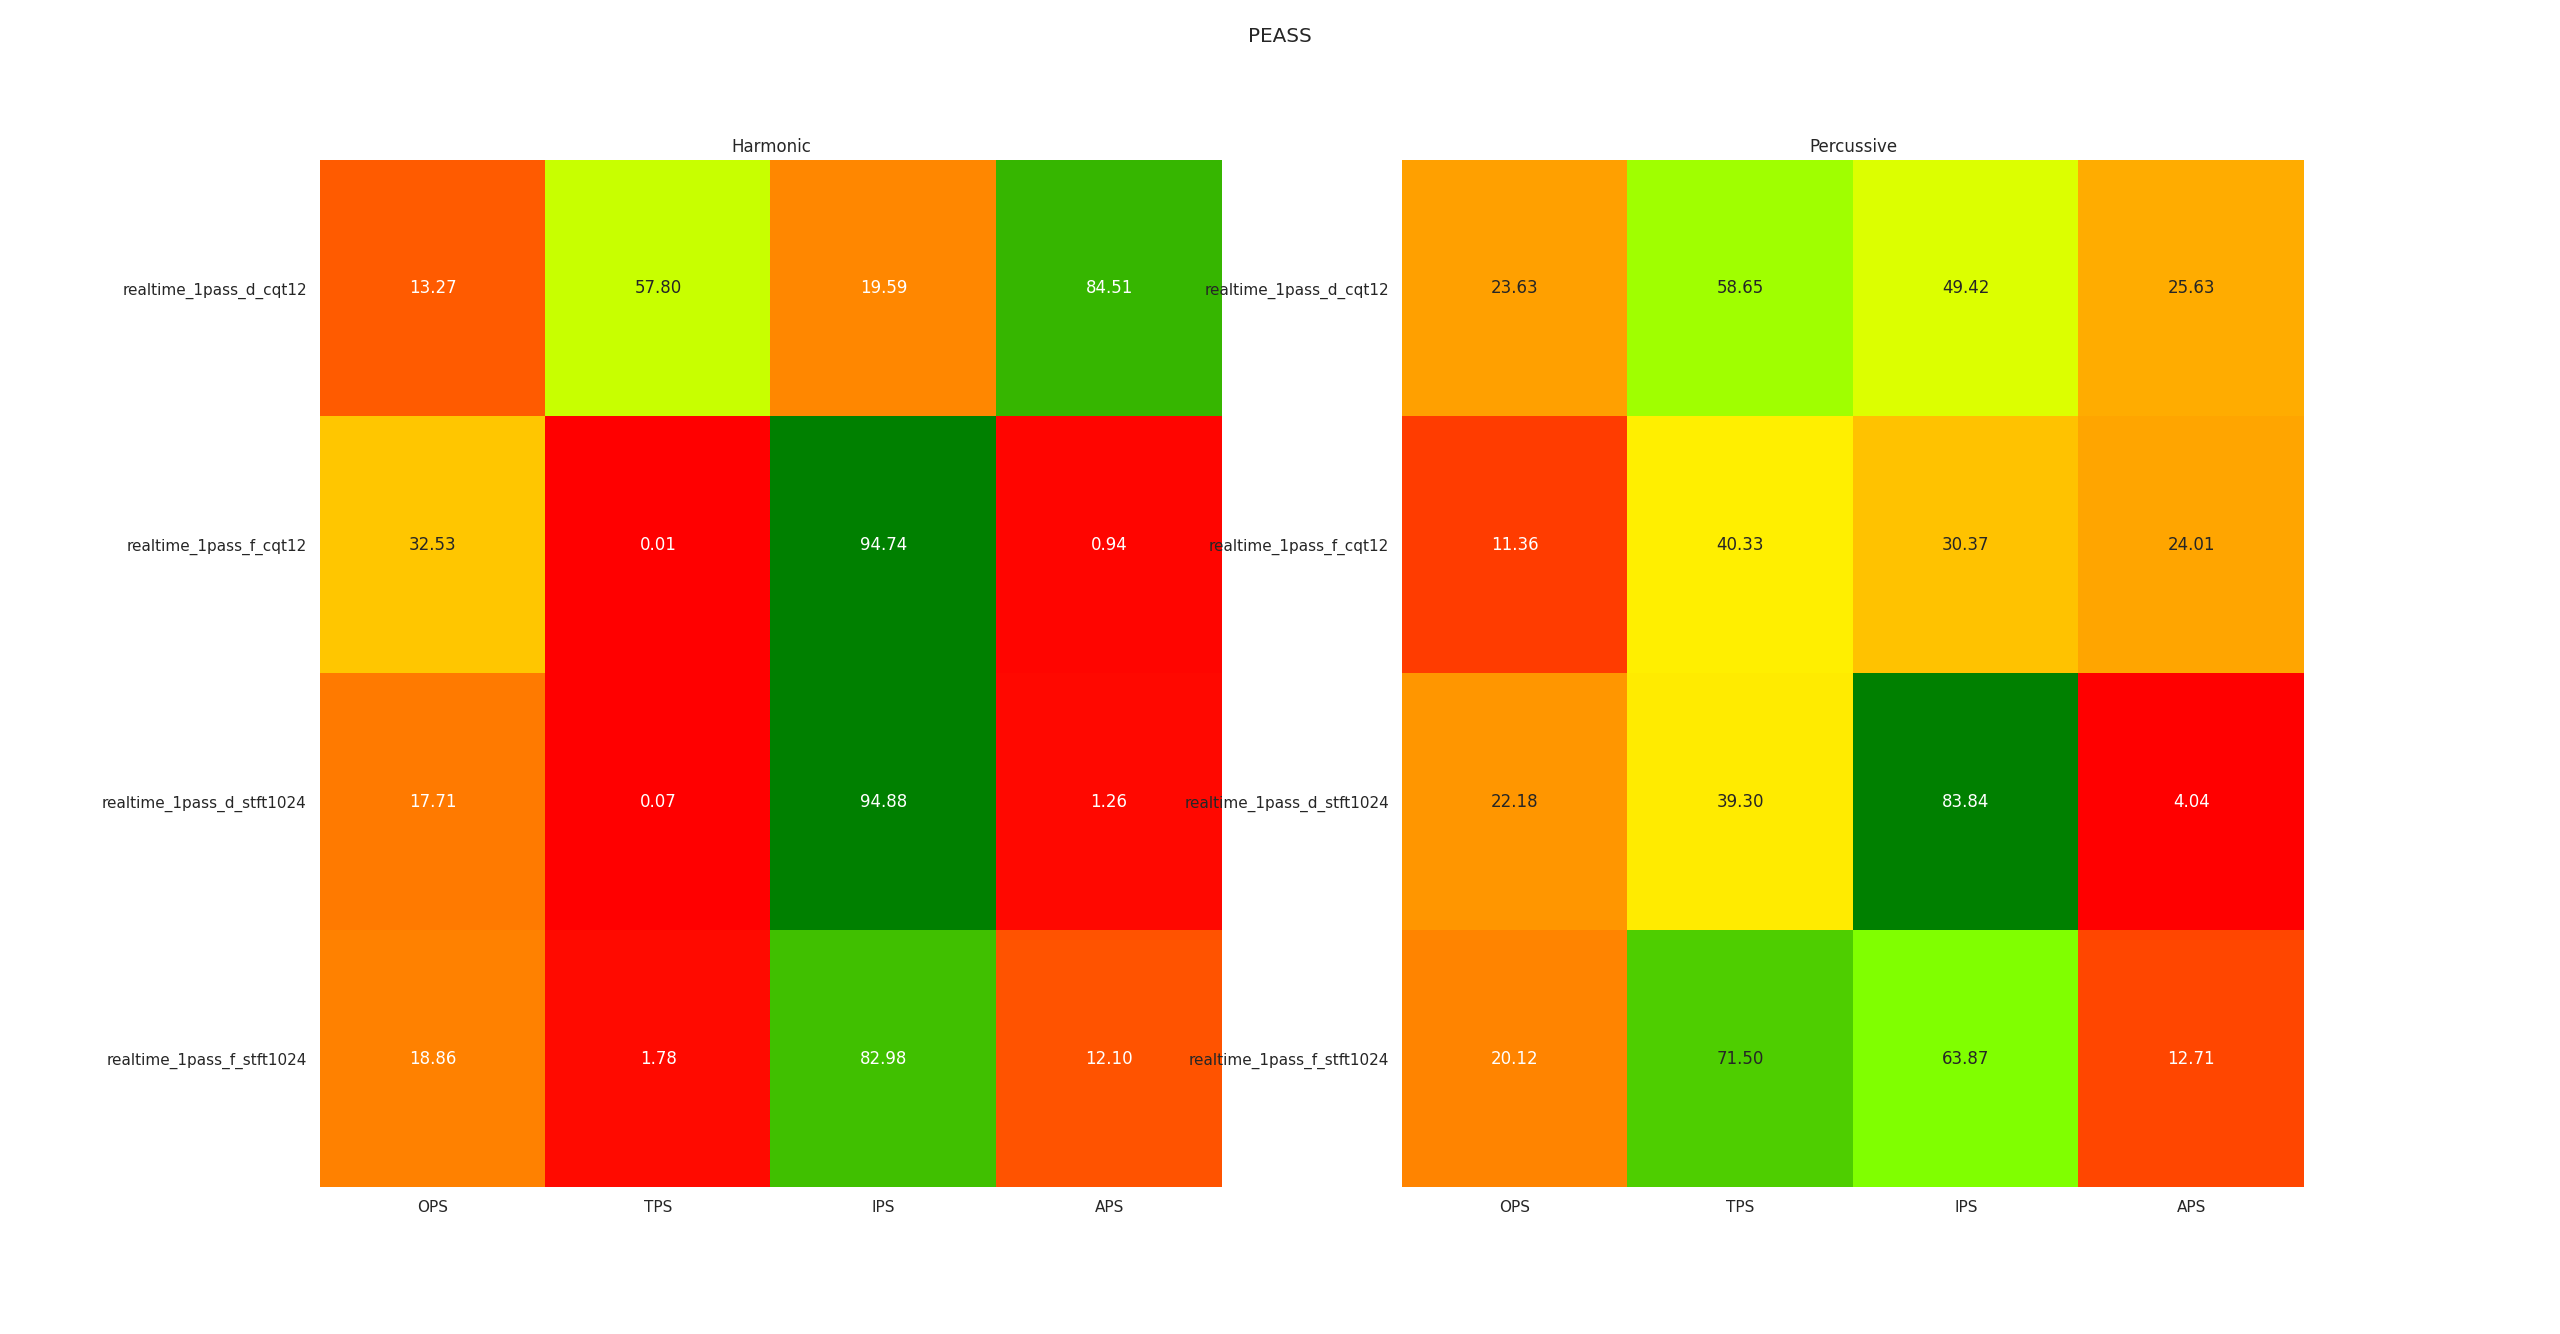 PEASS
Harmonic
realtime_1pass_d_cqt12 13.27 57.80 19.59 84.51
realtime_1pass_f_cqt12 32.53 0.01 94.74 0.94
realtime_1pass_d_stft1024 17.71 0.07 94.88 1.26
realtime_1pass_f_stft1024 18.86 1.78 82.98 12.10
OPS TPS IPS APS
Percussive
realtime_1pass_d_cqt12 23.63 58.65 49.42 25.63
realtime_1pass_f_cqt12 11.36 40.33 30.37 24.01
realtime_1pass_d_stft1024 22.18 39.30 83.84 4.04
realtime_1pass_f_stft1024 20.12 71.50 63.87 12.71
OPS TPS IPS APS